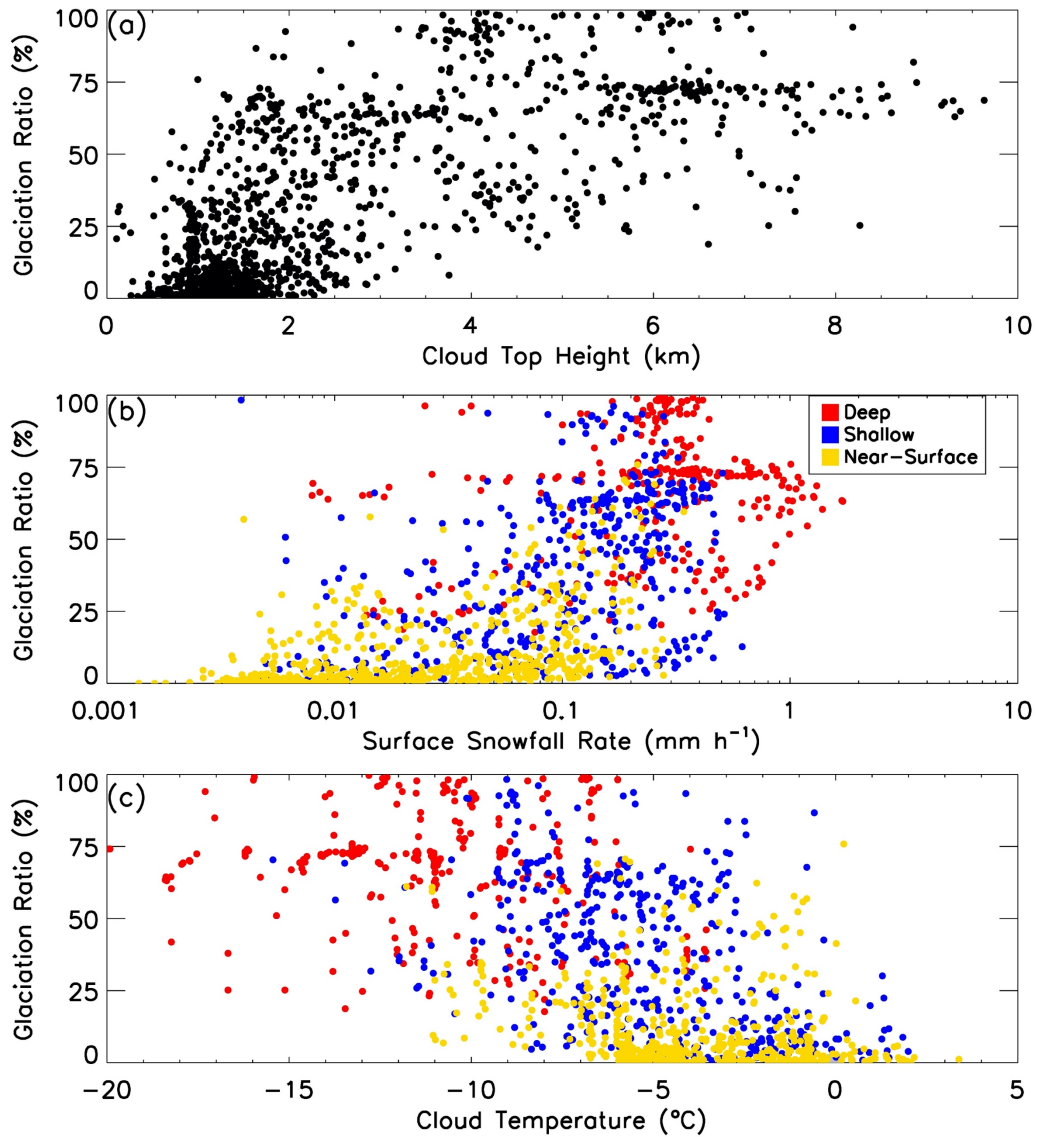 (a)
100
75
50
25
0
Glaciation Ratio (%)
0 2 4 6 8 10
Cloud Top Height (km)
(b)
100
75
50
25
0
Glaciation Ratio (%)
Deep
Shallow
Near-Surface
0.001 0.01 0.1 1 10
Surface Snowfall Rate (mm h⁻¹)
(c)
100
75
50
25
0
Glaciation Ratio (%)
−20 −15 −10 −5 0 5
Cloud Temperature (°C)